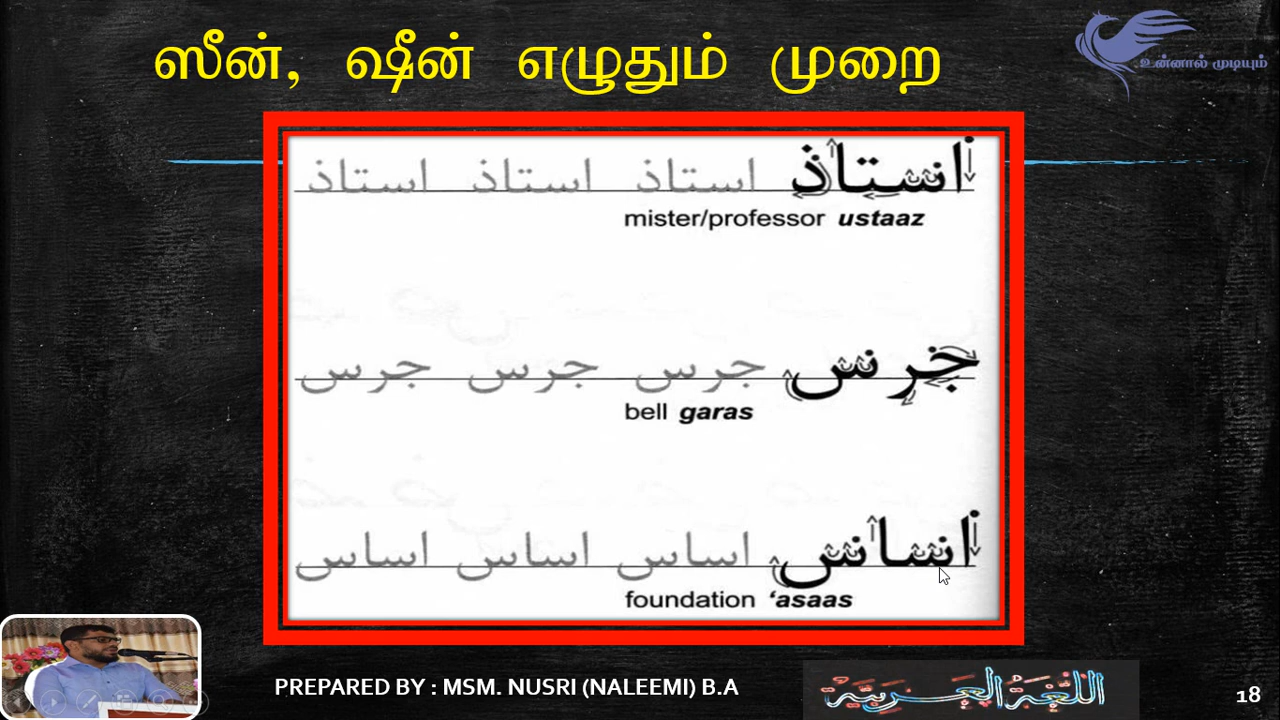 ஸீன், ஷீன் எழுதும் முறை
உன்னால் முடியும்
استاذ استاذ استاذ استاذ
mister/professor ustaaz
جرس جرس جرس جرس
bell garas
اساس اساس اساس اساس
foundation ‘asaas
PREPARED BY : MSM. NUSRI (NALEEMI) B.A
اللغة العربية
18